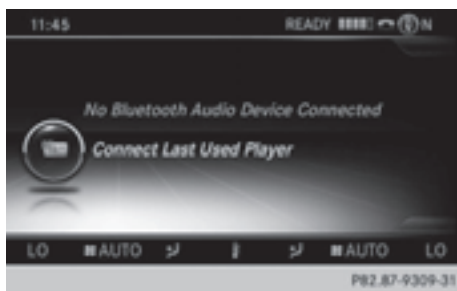 11:45 READY N
No Bluetooth Audio Device Connected
Connect Last Used Player
LO AUTO AUTO LO
P82.87-9309-31